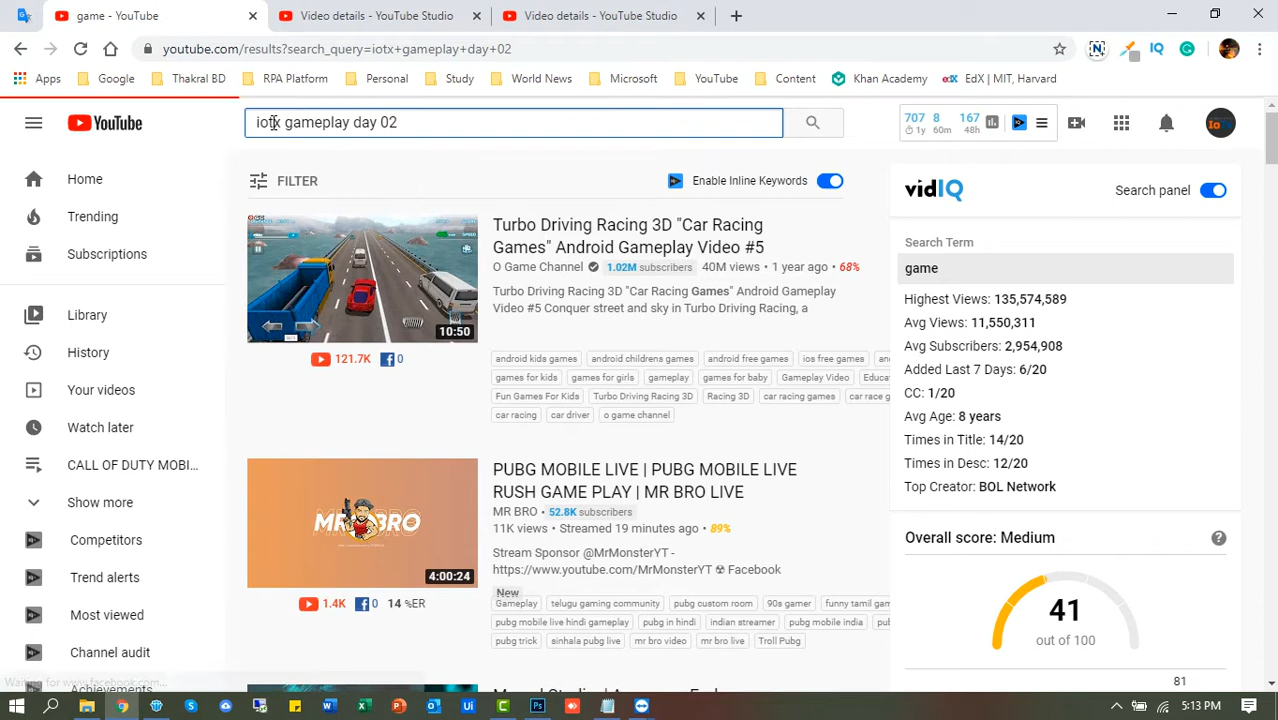 game - YouTube
Video details - YouTube Studio
Video details - YouTube Studio
youtube.com/results?search_query=iotx+gameplay+day+02
Apps
Google
Thakral BD
RPA Platform
Personal
Study
World News
Microsoft
YouTube
Content
Khan Academy
EdX | MIT, Harvard
YouTube
iotx gameplay day 02
707 8 167
1y 60m 48h
Home
Trending
Subscriptions
Library
History
Your videos
Watch later
CALL OF DUTY MOBI...
Show more
Competitors
Trend alerts
Most viewed
Channel audit
FILTER
Enable Inline Keywords
10:50
121.7K
0
Turbo Driving Racing 3D "Car Racing
Games" Android Gameplay Video #5
O Game Channel 1.02M subscribers 40M views • 1 year ago • 68%
Turbo Driving Racing 3D "Car Racing Games" Android Gameplay
Video #5 Conquer street and sky in Turbo Driving Racing, a
android kids games android childrens games android free games ios free games
games for kids games for girls gameplay games for baby Gameplay Video Educa
Fun Games For Kids Turbo Driving Racing 3D Racing 3D car racing games car race g
car racing car driver o game channel
MR BRO
4:00:24
1.4K
0
14 %ER
PUBG MOBILE LIVE | PUBG MOBILE LIVE
RUSH GAME PLAY | MR BRO LIVE
MR BRO • 52.8K subscribers
11K views • Streamed 19 minutes ago • 89%
Stream Sponsor @MrMonsterYT -
https://www.youtube.com/MrMonsterYT ☢ Facebook
New
Gameplay telugu gaming community pubg custom room 90s gamer funny tamil gam
pubg mobile live hindi gameplay pubg in hindi indian streamer pubg mobile india pu
pubg trick sinhala pubg live mr bro video mr bro live Troll Pubg
vidIQ
Search panel
Search Term
game
Highest Views: 135,574,589
Avg Views: 11,550,311
Avg Subscribers: 2,954,908
Added Last 7 Days: 6/20
CC: 1/20
Avg Age: 8 years
Times in Title: 14/20
Times in Desc: 12/20
Top Creator: BOL Network
Overall score: Medium
41
out of 100
81
Waiting for www.facebook.com...
5:13 PM